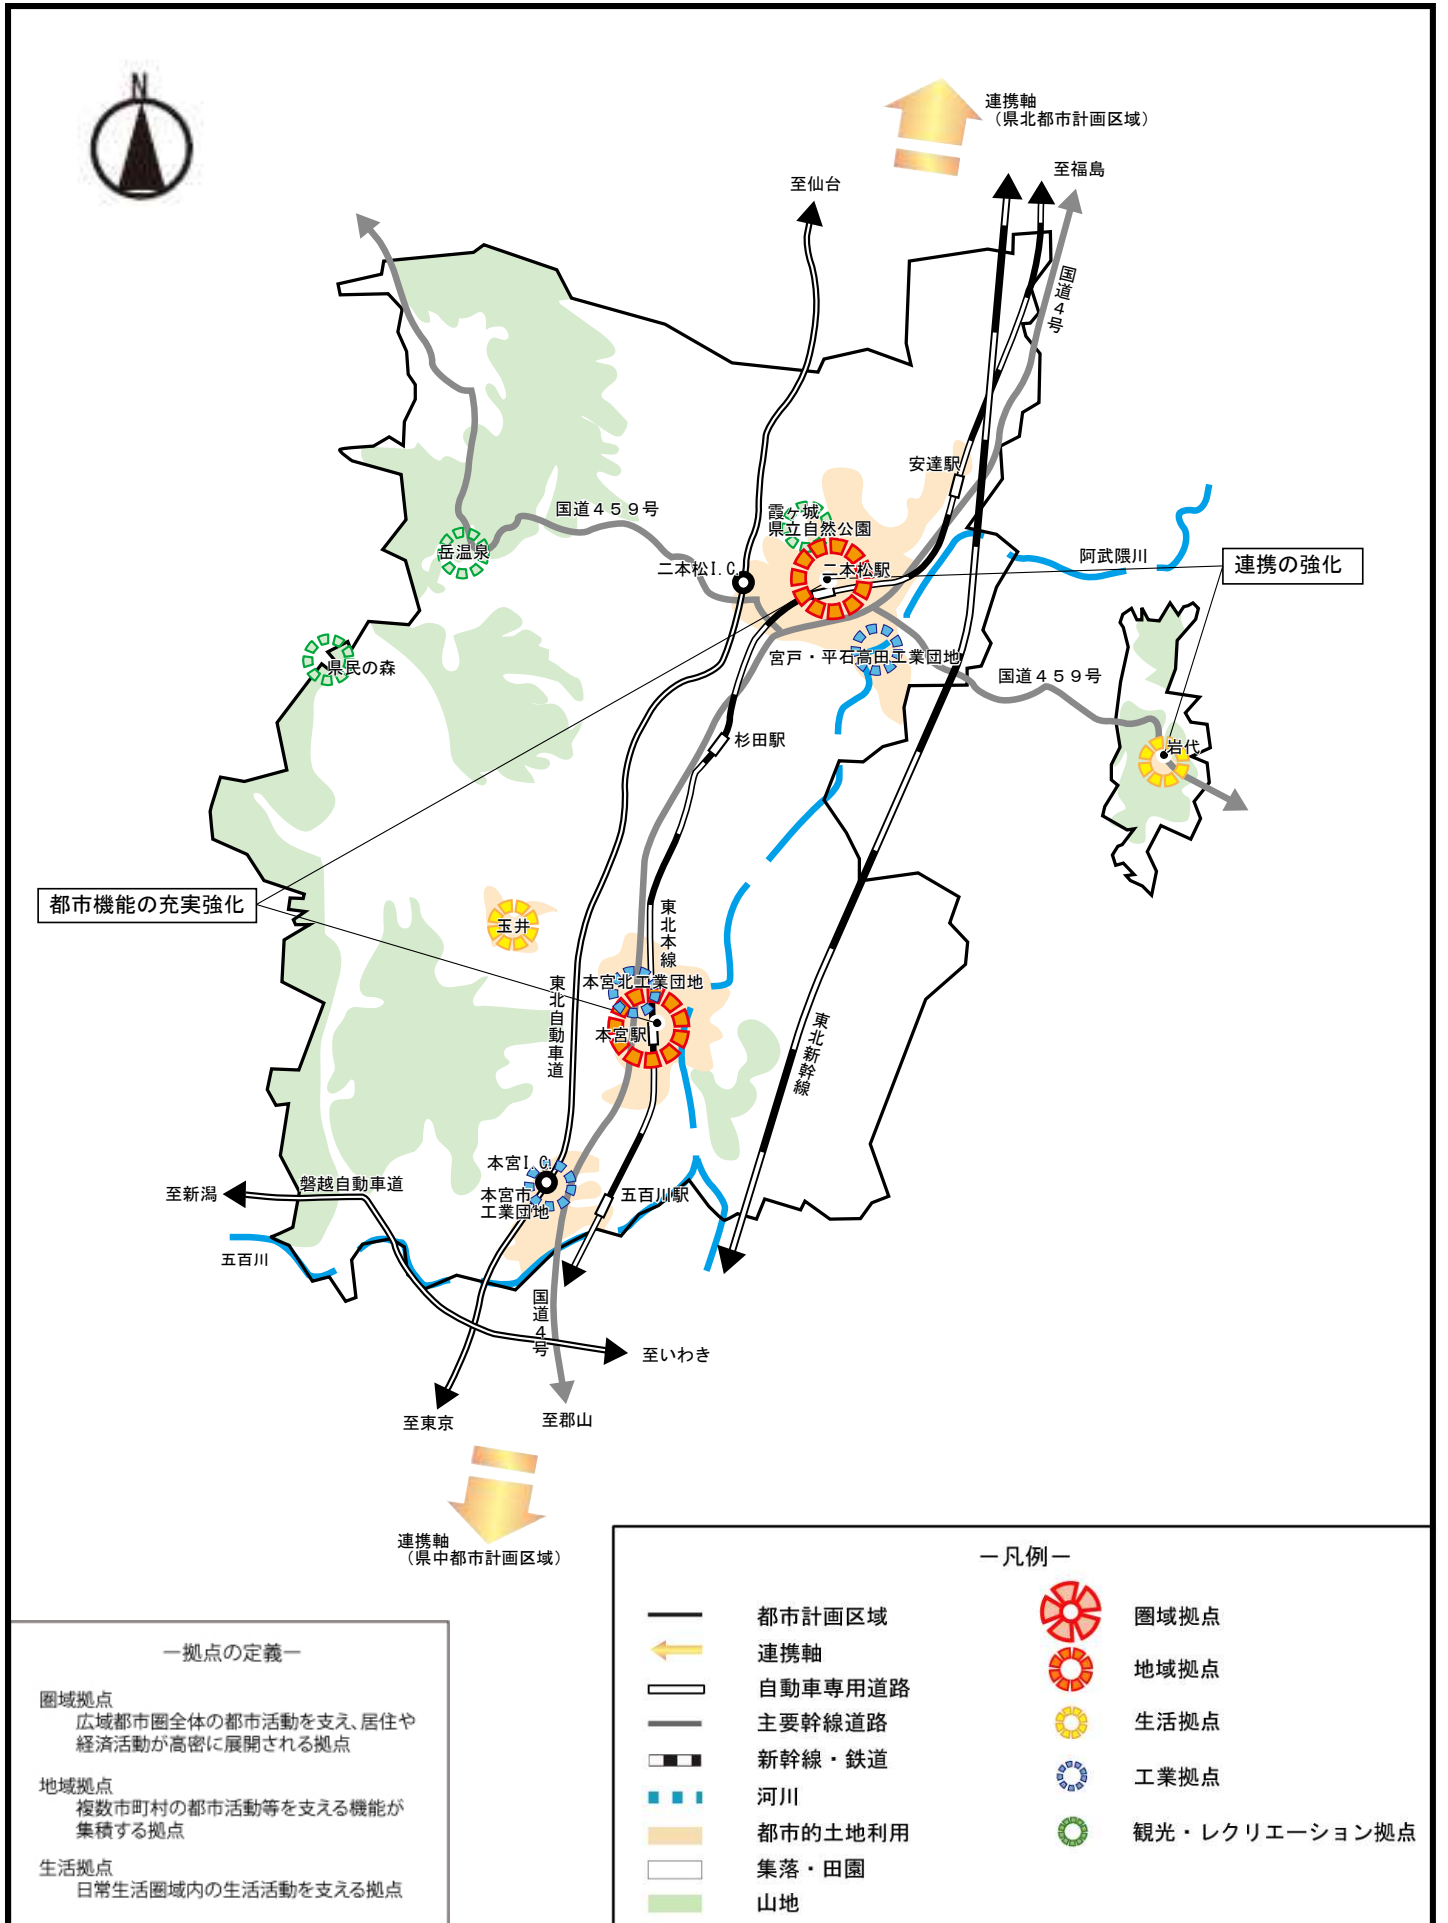 N
連携軸
（県北都市計画区域）
至福島
至仙台
国道４号
安達駅
霞ヶ城
県立自然公園
国道４５９号
岳温泉
二本松I.C.
二本松駅
阿武隈川
連携の強化
県民の森
宮戸・平石高田工業団地
国道４５９号
杉田駅
岩代
都市機能の充実強化
玉井
東北本線
本宮北工業団地
東北自動車道
本宮駅
東北新幹線
本宮I.C.
本宮市
工業団地
五百川駅
至新潟
磐越自動車道
五百川
国道４号
至いわき
至東京
至郡山
連携軸
（県中都市計画区域）
－拠点の定義－
圏域拠点
広域都市圏全体の都市活動を支え、居住や
経済活動が高密に展開される拠点
地域拠点
複数市町村の都市活動等を支える機能が
集積する拠点
生活拠点
日常生活圏域内の生活活動を支える拠点
－凡例－
都市計画区域
連携軸
自動車専用道路
主要幹線道路
新幹線・鉄道
河川
都市的土地利用
集落・田園
山地
圏域拠点
地域拠点
生活拠点
工業拠点
観光・レクリエーション拠点